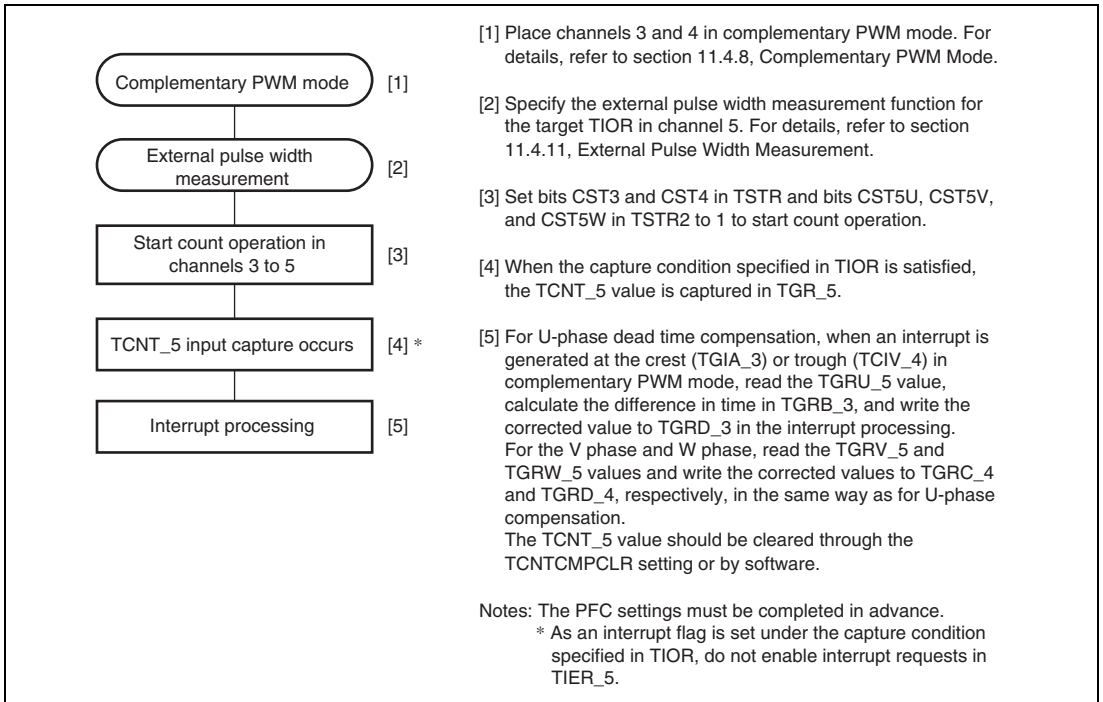 Complementary PWM mode [1]
External pulse width
measurement
[2]
Start count operation in
channels 3 to 5
[3]
TCNT_5 input capture occurs [4] *
Interrupt processing [5]
[1] Place channels 3 and 4 in complementary PWM mode. For
details, refer to section 11.4.8, Complementary PWM Mode.
[2] Specify the external pulse width measurement function for
the target TIOR in channel 5. For details, refer to section
11.4.11, External Pulse Width Measurement.
[3] Set bits CST3 and CST4 in TSTR and bits CST5U, CST5V,
and CST5W in TSTR2 to 1 to start count operation.
[4] When the capture condition specified in TIOR is satisfied,
the TCNT_5 value is captured in TGR_5.
[5] For U-phase dead time compensation, when an interrupt is
generated at the crest (TGIA_3) or trough (TCIV_4) in
complementary PWM mode, read the TGRU_5 value,
calculate the difference in time in TGRB_3, and write the
corrected value to TGRD_3 in the interrupt processing.
For the V phase and W phase, read the TGRV_5 and
TGRW_5 values and write the corrected values to TGRC_4
and TGRD_4, respectively, in the same way as for U-phase
compensation.
The TCNT_5 value should be cleared through the
TCNTCMPCLR setting or by software.
Notes: The PFC settings must be completed in advance.
* As an interrupt flag is set under the capture condition
specified in TIOR, do not enable interrupt requests in
TIER_5.